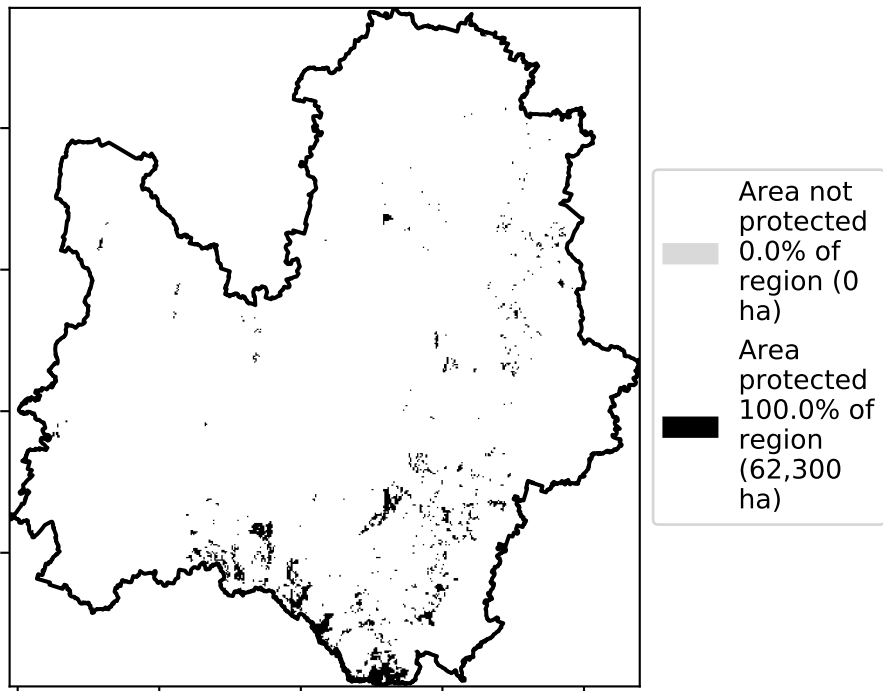 Area not
protected
0.0% of
region (0
ha)
Area
protected
100.0% of
region
(62,300
ha)